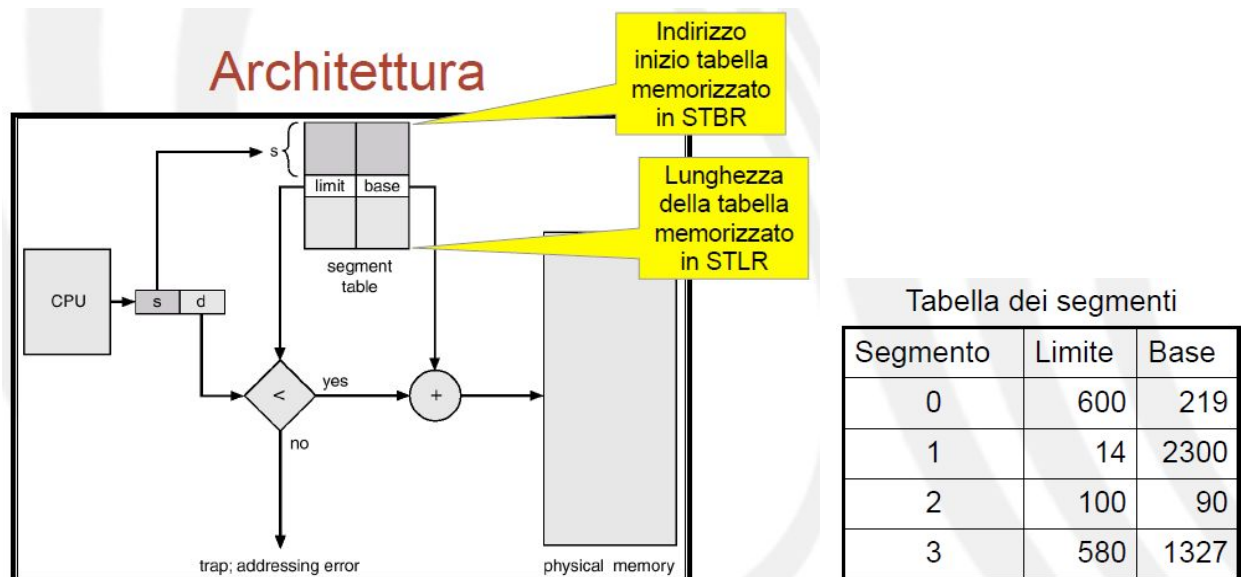 Architettura
Indirizzo
inizio tabella
memorizzato
in STBR
Lunghezza
della tabella
memorizzato
in STLR
s
limit base
segment
table
CPU
s d
<
yes
+
no
trap; addressing error
physical memory
Tabella dei segmenti
Segmento Limite Base
0 600 219
1 14 2300
2 100 90
3 580 1327